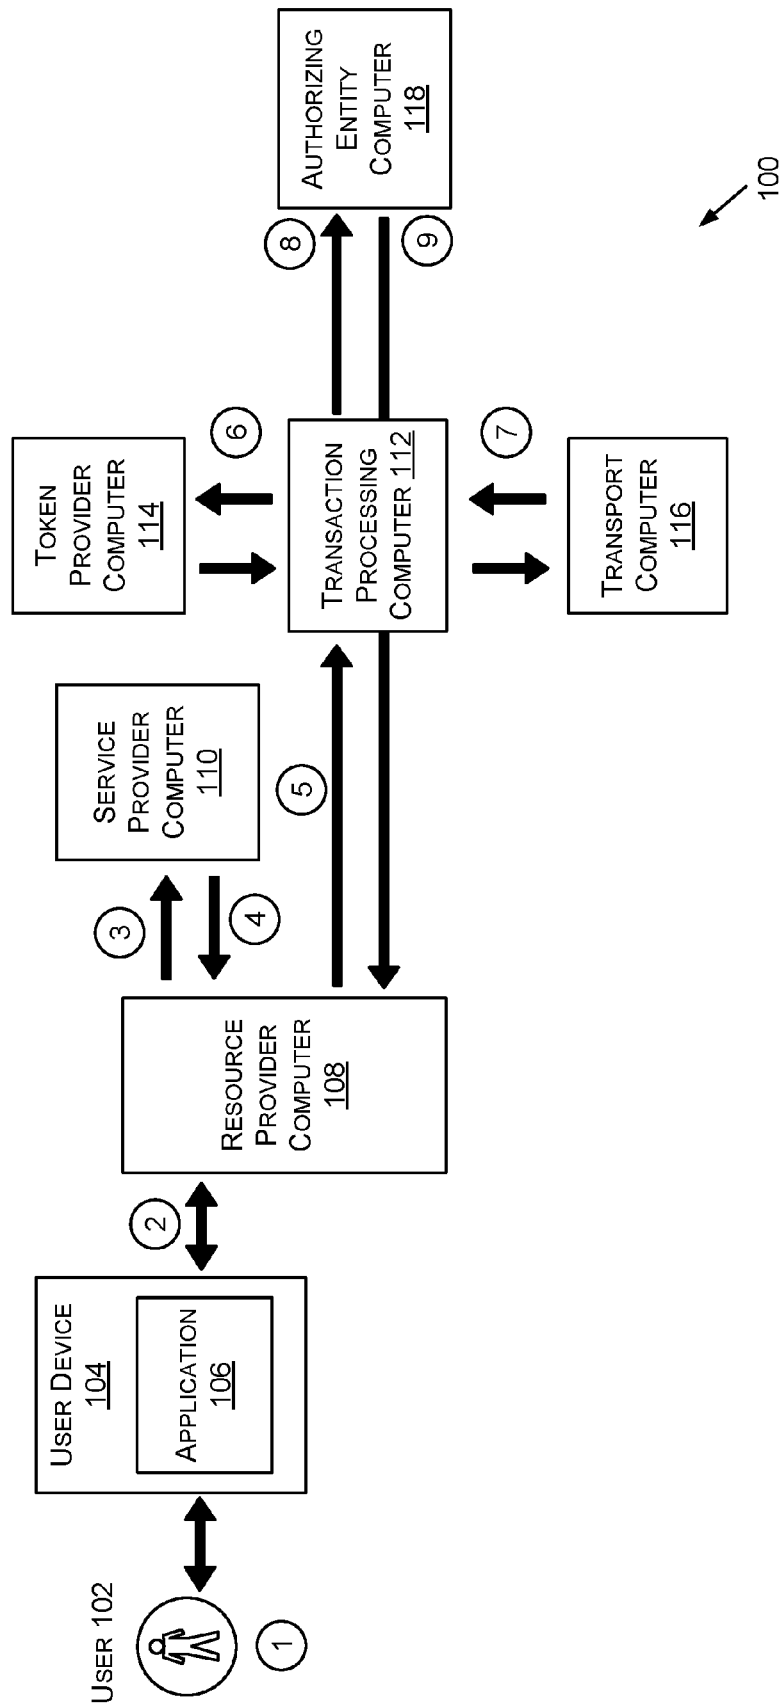 USER 102
1
USER DEVICE
104
APPLICATION
106
2
RESOURCE
PROVIDER
COMPUTER
108
3
4
SERVICE
PROVIDER
COMPUTER
110
5
TOKEN
PROVIDER
COMPUTER
114
6
TRANSACTION
PROCESSING
COMPUTER 112
7
TRANSPORT
COMPUTER
116
8
9
AUTHORIZING
ENTITY
COMPUTER
118
100